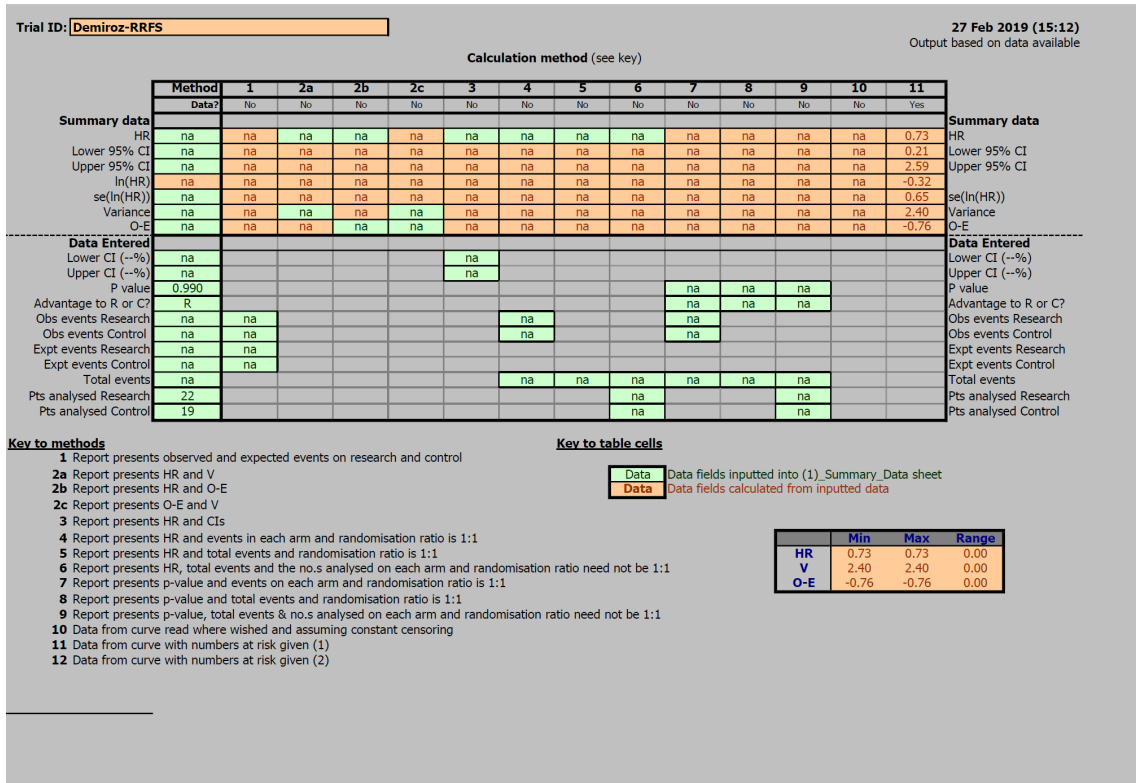 Trial ID: Demiroz-RRFS 27 Feb 2019 (15:12)
Output based on data available
Calculation method (see key)
Method 1 2a 2b 2c 3 4 5 6 7 8 9 10 11
Data? No No No No No No No No No No No No Yes
Summary data Summary data
HR na na na na na na na na na na na na na 0.73 HR
Lower 95% CI na na na na na na na na na na na na na 0.21 Lower 95% CI
Upper 95% CI na na na na na na na na na na na na na 2.59 Upper 95% CI
ln(HR) na na na na na na na na na na na na na -0.32
se(ln(HR)) na na na na na na na na na na na na na 0.65 se(ln(HR))
Variance na na na na na na na na na na na na na 2.40 Variance
O-E na na na na na na na na na na na na na -0.76 O-E
Data Entered Data Entered
Lower CI (--%) na na Lower CI (--%)
Upper CI (--%) na na Upper CI (--%)
P value 0.990 na na na P value
Advantage to R or C? R na na na Advantage to R or C?
Obs events Research na na na na Obs events Research
Obs events Control na na na na Obs events Control
Expt events Research na na Expt events Research
Expt events Control na na Expt events Control
Total events na na na na na na na Total events
Pts analysed Research 22 na na Pts analysed Research
Pts analysed Control 19 na na Pts analysed Control
Key to methods Key to table cells
1 Report presents observed and expected events on research and control
2a Report presents HR and V Data Data fields inputted into (1)_Summary_Data sheet
2b Report presents HR and O-E Data Data fields calculated from inputted data
2c Report presents O-E and V
3 Report presents HR and CIs
4 Report presents HR and events in each arm and randomisation ratio is 1:1
5 Report presents HR and total events and randomisation ratio is 1:1
6 Report presents HR, total events and the no.s analysed on each arm and randomisation ratio need not be 1:1
7 Report presents p-value and events on each arm and randomisation ratio is 1:1
8 Report presents p-value and total events and randomisation ratio is 1:1
9 Report presents p-value, total events & no.s analysed on each arm and randomisation ratio need not be 1:1
10 Data from curve read where wished and assuming constant censoring
11 Data from curve with numbers at risk given (1)
12 Data from curve with numbers at risk given (2)
Min Max Range
HR 0.73 0.73 0.00
V 2.40 2.40 0.00
O-E -0.76 -0.76 0.00